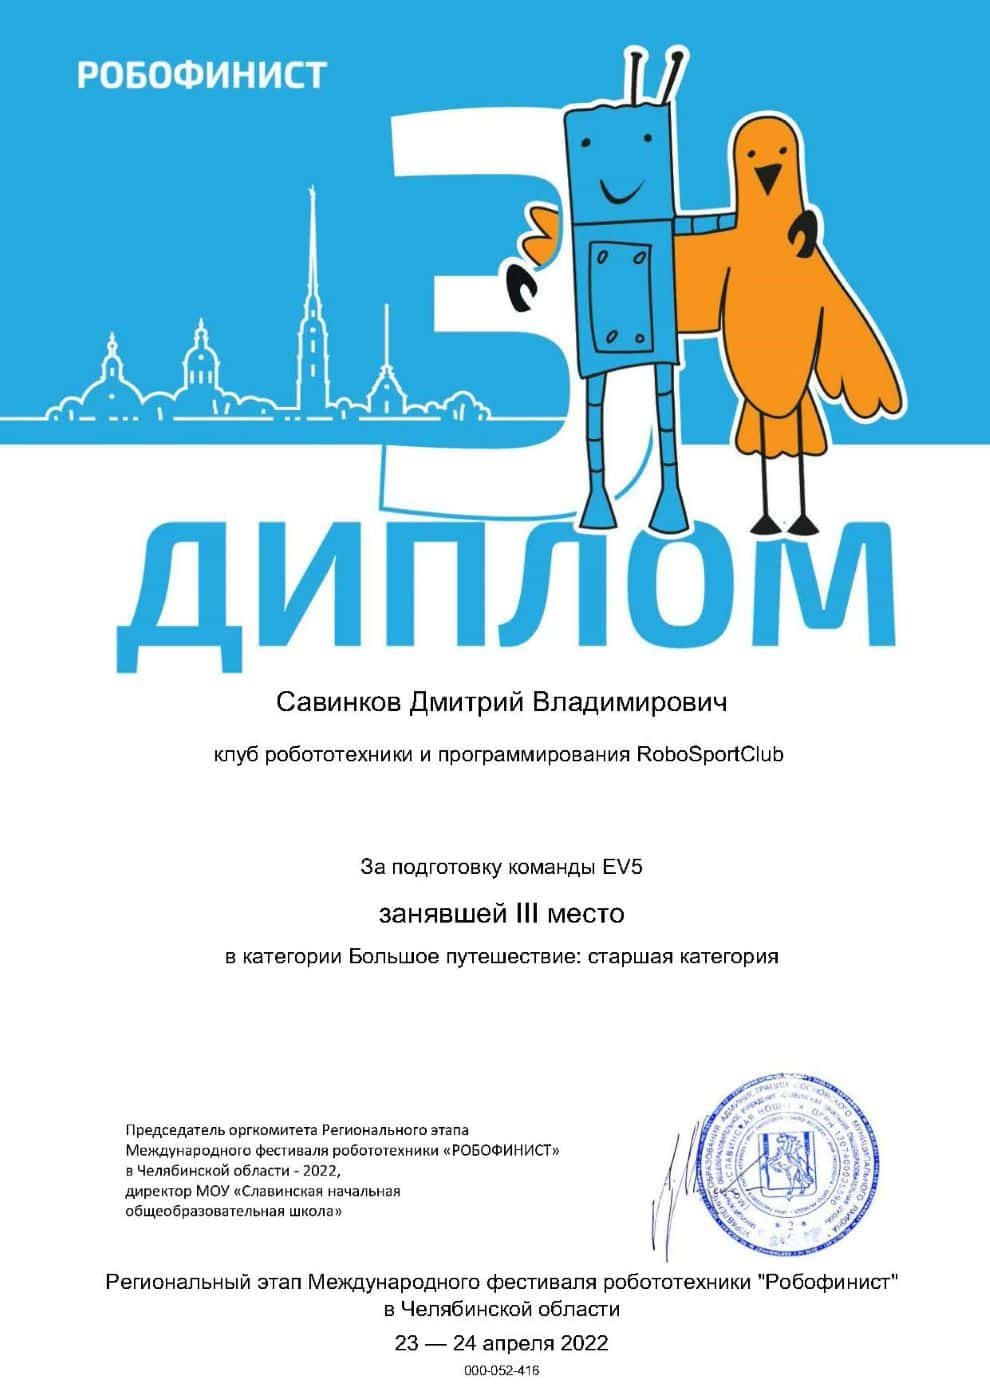 РОБОФИНИСТ
3
ДИПЛОМ
Савинков Дмитрий Владимирович
клуб робототехники и программирования RoboSportClub
За подготовку команды EV5
занявшей III место
в категории Большое путешествие: старшая категория
Председатель оргкомитета Регионального этапа
Международного фестиваля робототехники «РОБОФИНИСТ»
в Челябинской области - 2022,
директор МОУ «Славинская начальная
общеобразовательная школа»
Региональный этап Международного фестиваля робототехники "Робофинист"
в Челябинской области
23 — 24 апреля 2022
000-052-416